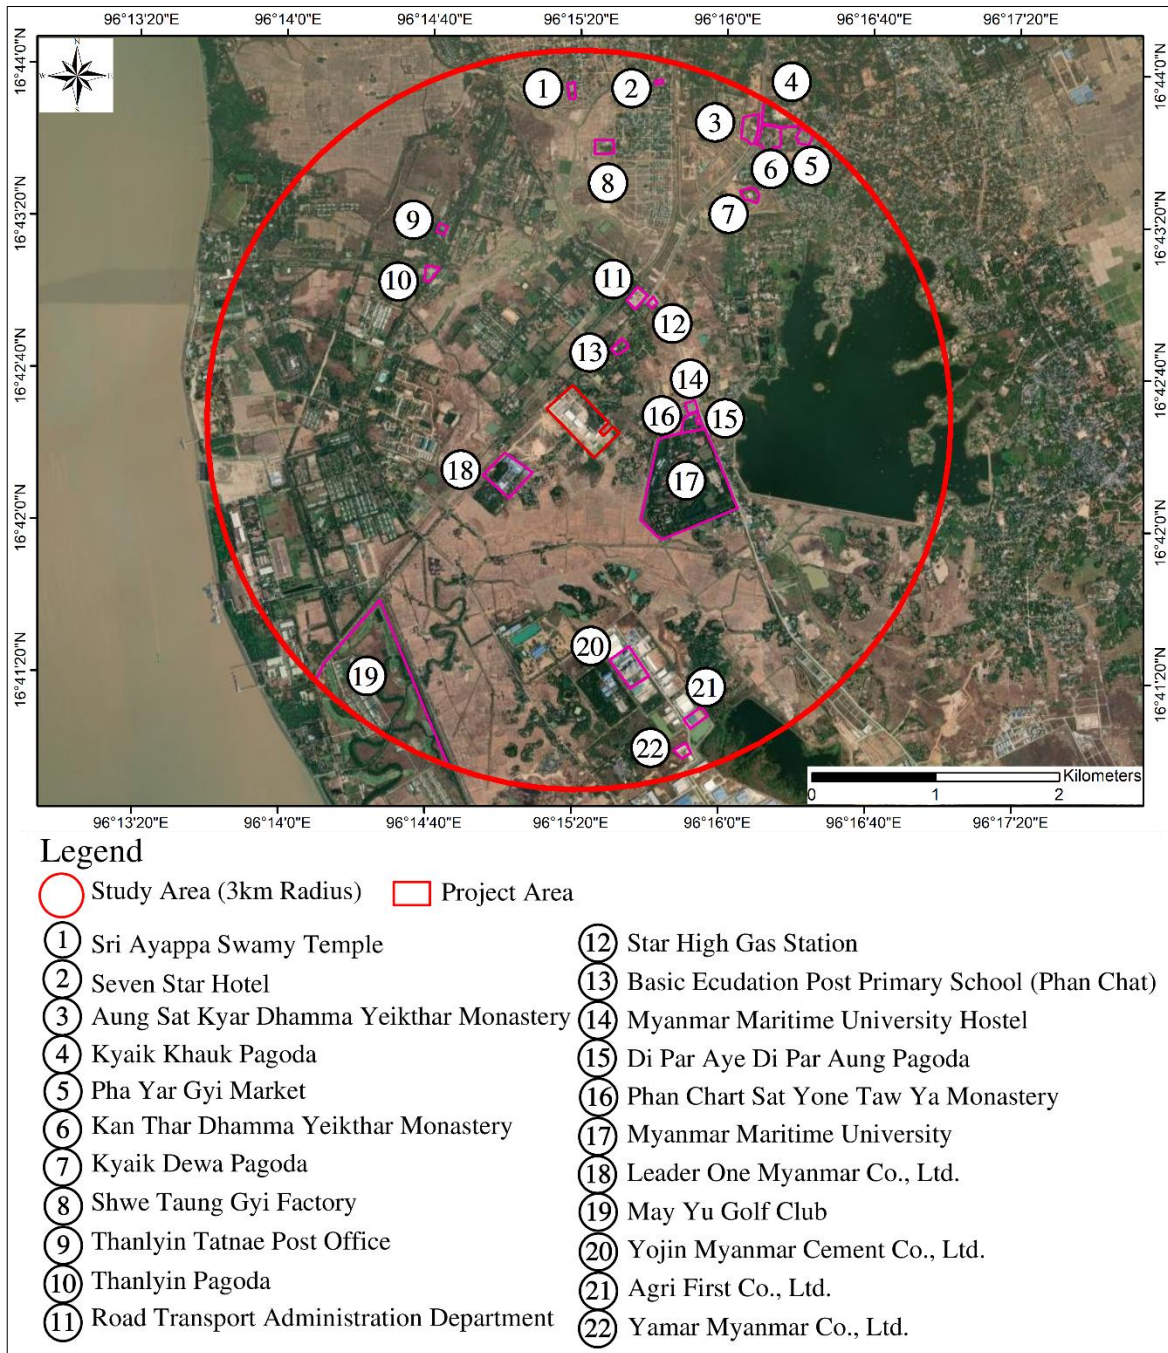 96°13'20"E 96°14'0"E 96°14'40"E 96°15'20"E 96°16'0"E 96°16'40"E 96°17'20"E
16°44'0"N 16°44'0"N
16°43'20"N 16°43'20"N
16°42'40"N 16°42'40"N
16°42'0"N 16°42'0"N
16°41'20"N 16°41'20"N
N
W E
S
1
2
4
3
5
6
8
7
9
10
11
12
13
14
16
15
18
17
20
19
21
22
Kilometers
0 1 2
96°13'20"E 96°14'0"E 96°14'40"E 96°15'20"E 96°16'0"E 96°16'40"E 96°17'20"E
Legend
Study Area (3km Radius) Project Area
1 Sri Ayappa Swamy Temple
2 Seven Star Hotel
3 Aung Sat Kyar Dhamma Yeikthar Monastery
4 Kyaik Khauk Pagoda
5 Pha Yar Gyi Market
6 Kan Thar Dhamma Yeikthar Monastery
7 Kyaik Dewa Pagoda
8 Shwe Taung Gyi Factory
9 Thanlyin Tatnae Post Office
10 Thanlyin Pagoda
11 Road Transport Administration Department
12 Star High Gas Station
13 Basic Ecudation Post Primary School (Phan Chat)
14 Myanmar Maritime University Hostel
15 Di Par Aye Di Par Aung Pagoda
16 Phan Chart Sat Yone Taw Ya Monastery
17 Myanmar Maritime University
18 Leader One Myanmar Co., Ltd.
19 May Yu Golf Club
20 Yojin Myanmar Cement Co., Ltd.
21 Agri First Co., Ltd.
22 Yamar Myanmar Co., Ltd.